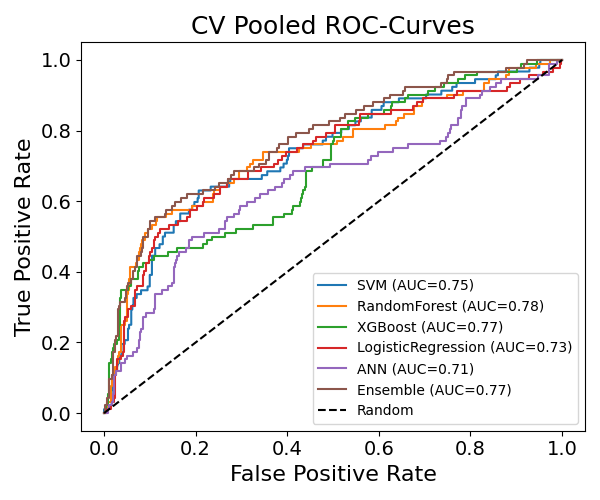 CV Pooled ROC-Curves
True Positive Rate
1.0
0.8
0.6
0.4
0.2
0.0
SVM (AUC=0.75)
RandomForest (AUC=0.78)
XGBoost (AUC=0.77)
LogisticRegression (AUC=0.73)
ANN (AUC=0.71)
Ensemble (AUC=0.77)
Random
0.0 0.2 0.4 0.6 0.8 1.0
False Positive Rate